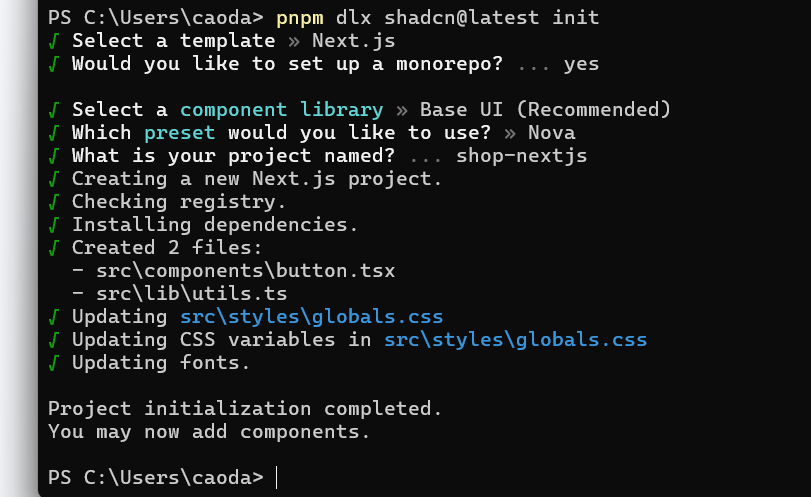 PS C:\Users\caoda> pnpm dlx shadcn@latest init
√ Select a template » Next.js
√ Would you like to set up a monorepo? ... yes
√ Select a component library » Base UI (Recommended)
√ Which preset would you like to use? » Nova
√ What is your project named? ... shop-nextjs
√ Creating a new Next.js project.
√ Checking registry.
√ Installing dependencies.
√ Created 2 files:
  - src\components\button.tsx
  - src\lib\utils.ts
√ Updating src\styles\globals.css
√ Updating CSS variables in src\styles\globals.css
√ Updating fonts.
Project initialization completed.
You may now add components.
PS C:\Users\caoda>